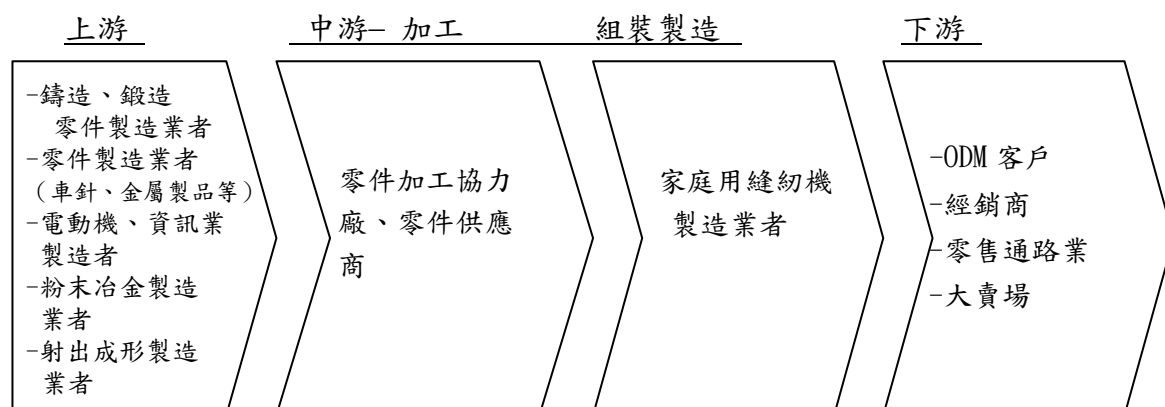 上游
中游– 加工
組裝製造
下游
-鑄造、鍛造
零件製造業者
-零件製造業者
（車針、金屬製品等）
-電動機、資訊業
製造者
-粉末冶金製造
業者
-射出成形製造
業者
零件加工協力
廠、零件供應
商
家庭用縫紉機
製造業者
-ODM 客戶
-經銷商
-零售通路業
-大賣場